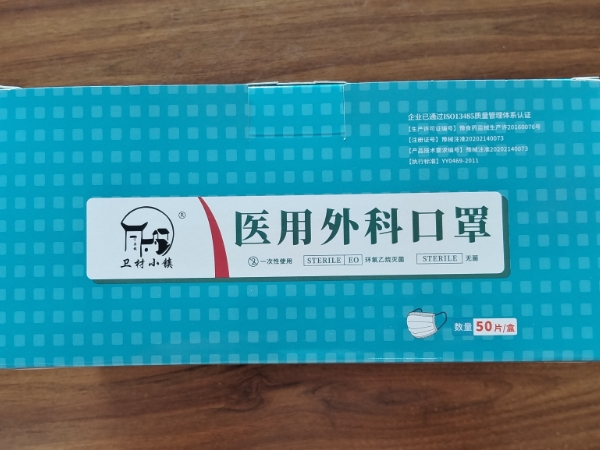 企业已通过ISO13485质量管理体系认证
【生产许可证编号】豫食药监械生产许20160076号
【注册证号】豫械注准20202140073
【产品技术要求编号】豫械注准20202140073
【执行标准】YY0469-2011
®
卫材小镇
医用外科口罩
一次性使用 STERILE EO 环氧乙烷灭菌 STERILE 无菌
数量 50片/盒